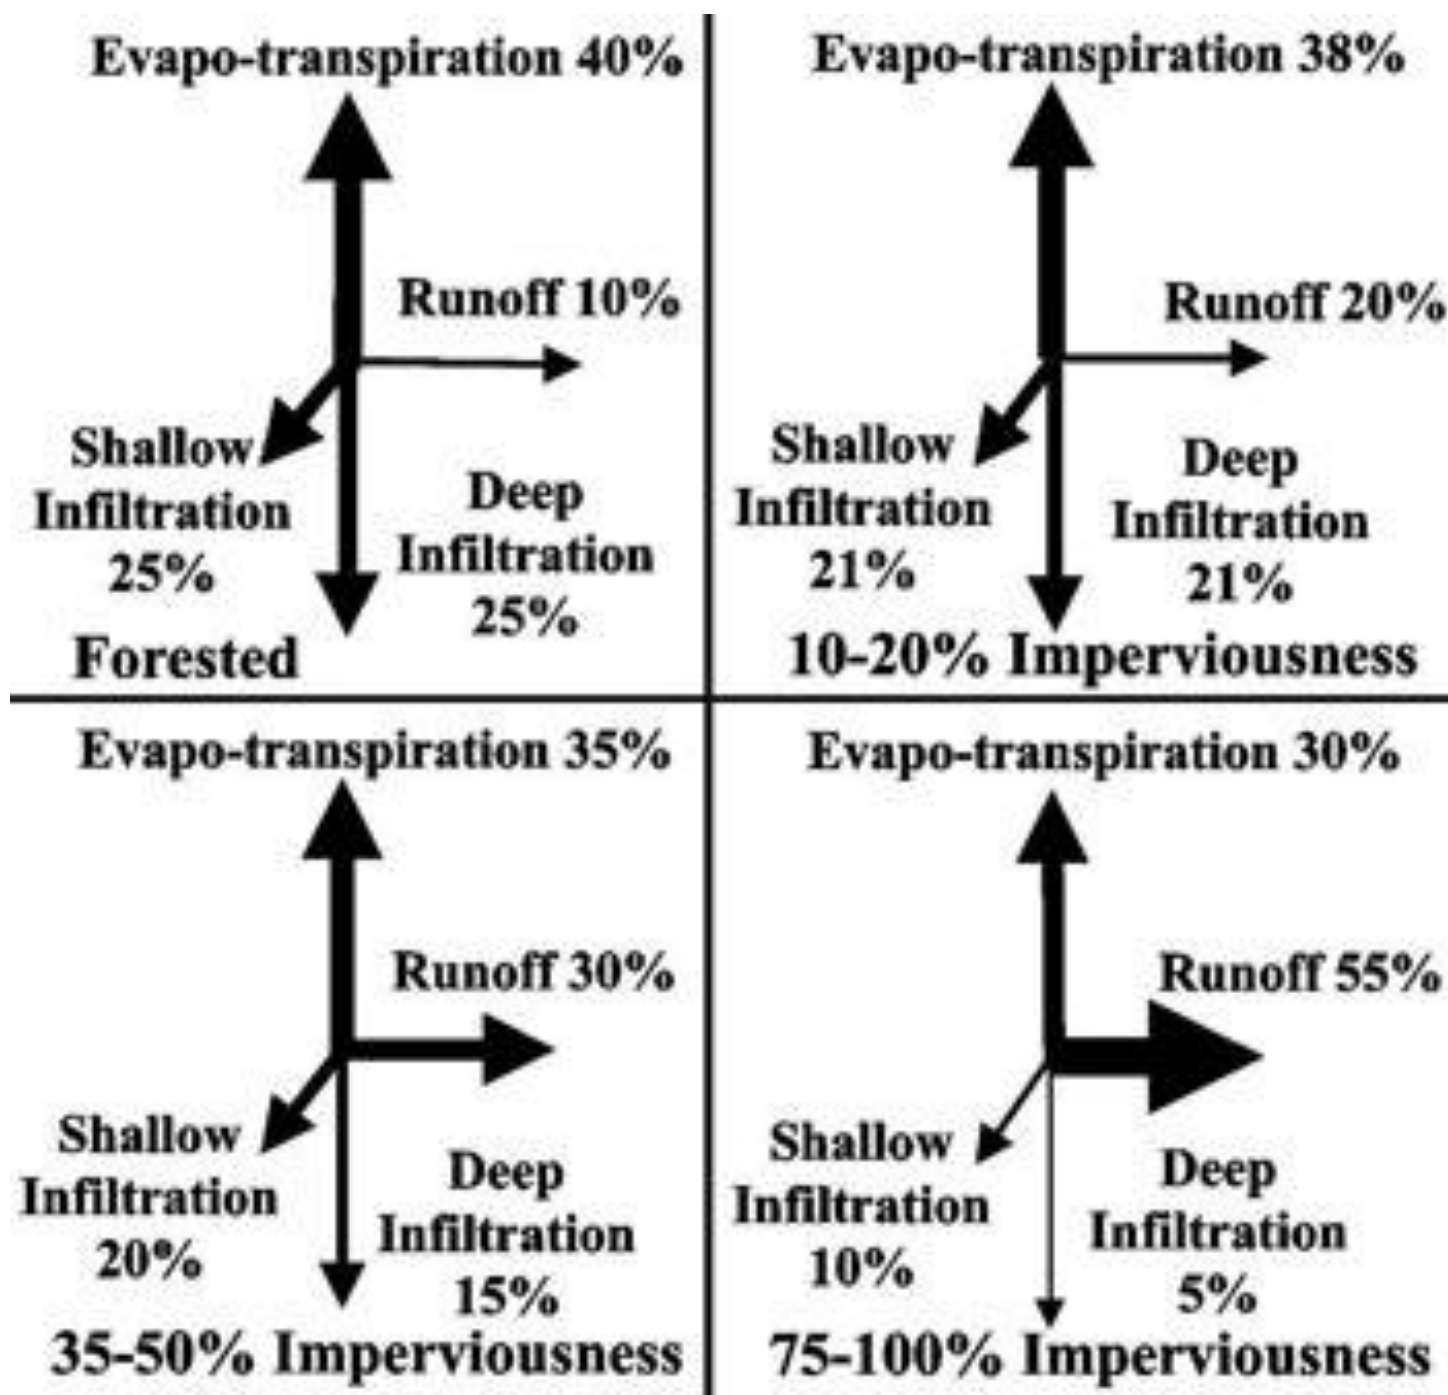 Evapo-transpiration 40%
Runoff 10%
Shallow
Infiltration
25%
Deep
Infiltration
25%
Forested
Evapo-transpiration 38%
Runoff 20%
Shallow
Infiltration
21%
Deep
Infiltration
21%
10-20% Imperviousness
Evapo-transpiration 35%
Runoff 30%
Shallow
Infiltration
20%
Deep
Infiltration
15%
35-50% Imperviousness
Evapo-transpiration 30%
Runoff 55%
Shallow
Infiltration
10%
Deep
Infiltration
5%
75-100% Imperviousness